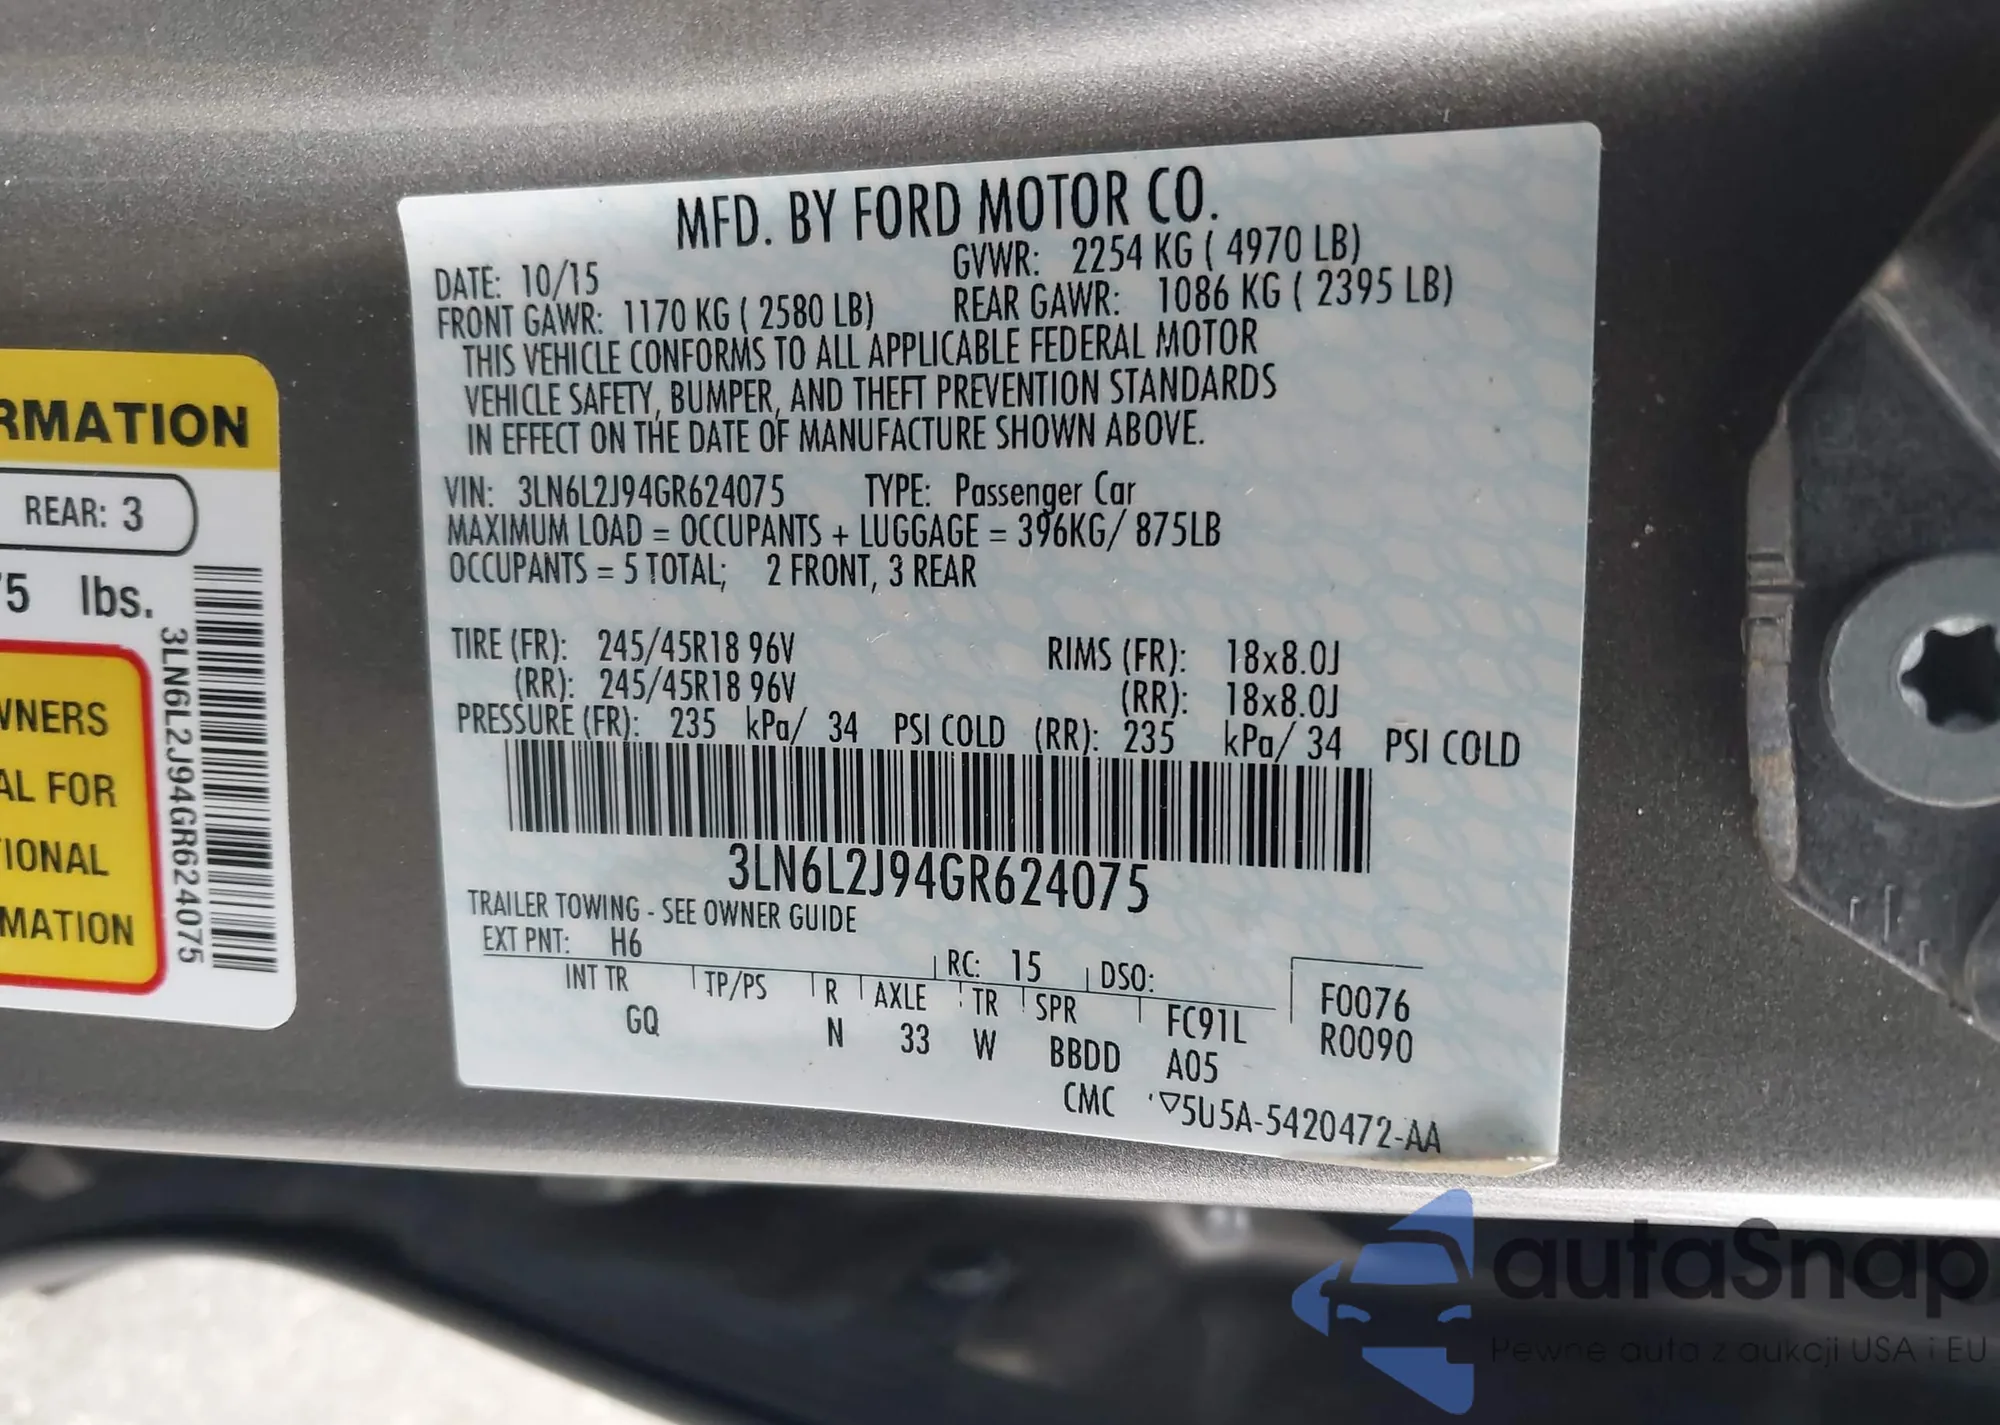 RMATION
REAR: 3
75 lbs.
WNERS
AL FOR
TIONAL
MATION
3LN6L2J94GR624075
MFD. BY FORD MOTOR CO.
DATE: 10/15 GVWR: 2254 KG ( 4970 LB)
FRONT GAWR: 1170 KG ( 2580 LB) REAR GAWR: 1086 KG ( 2395 LB)
THIS VEHICLE CONFORMS TO ALL APPLICABLE FEDERAL MOTOR
VEHICLE SAFETY, BUMPER, AND THEFT PREVENTION STANDARDS
IN EFFECT ON THE DATE OF MANUFACTURE SHOWN ABOVE.
VIN: 3LN6L2J94GR624075 TYPE: Passenger Car
MAXIMUM LOAD = OCCUPANTS + LUGGAGE = 396KG/ 875LB
OCCUPANTS = 5 TOTAL; 2 FRONT, 3 REAR
TIRE (FR): 245/45R18 96V RIMS (FR): 18x8.0J
(RR): 245/45R18 96V (RR): 18x8.0J
PRESSURE (FR): 235 kPa/ 34 PSI COLD (RR): 235 kPa/ 34 PSI COLD
3LN6L2J94GR624075
TRAILER TOWING - SEE OWNER GUIDE
EXT PNT: H6 RC: 15 DSO:
INT TR TP/PS R AXLE TR SPR FC91L F0076
GQ N 33 W BBDD A05 R0090
CMC ▽5U5A-5420472-AA
autaSnap
Pewne auta z aukcji USA i EU